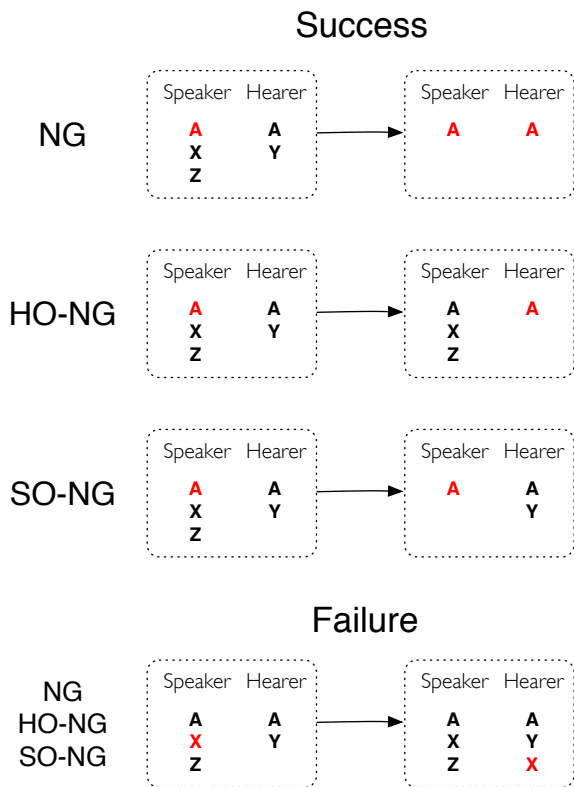 Success
NG
Speaker Hearer
A A
X Y
Z
Speaker Hearer
A A
HO-NG
Speaker Hearer
A A
X Y
Z
Speaker Hearer
A A
X
Z
SO-NG
Speaker Hearer
A A
X Y
Z
Speaker Hearer
A A
Y
Failure
NG
HO-NG
SO-NG
Speaker Hearer
A A
X Y
Z
Speaker Hearer
A A
X Y
Z X